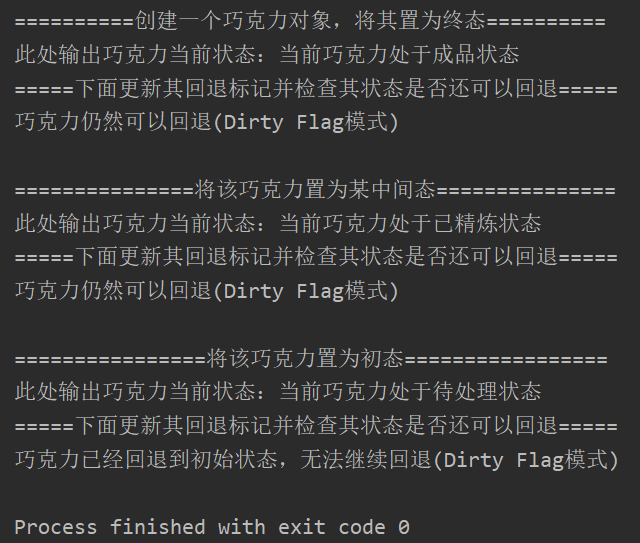 ==========创建一个巧克力对象，将其置为终态==========
此处输出巧克力当前状态：当前巧克力处于成品状态
=====下面更新其回退标记并检查其状态是否还可以回退=====
巧克力仍然可以回退(Dirty Flag模式)
===============将该巧克力置为某中间态===============
此处输出巧克力当前状态：当前巧克力处于已精炼状态
=====下面更新其回退标记并检查其状态是否还可以回退=====
巧克力仍然可以回退(Dirty Flag模式)
================将该巧克力置为初态=================
此处输出巧克力当前状态：当前巧克力处于待处理状态
=====下面更新其回退标记并检查其状态是否还可以回退=====
巧克力已经回退到初始状态，无法继续回退(Dirty Flag模式)
Process finished with exit code 0